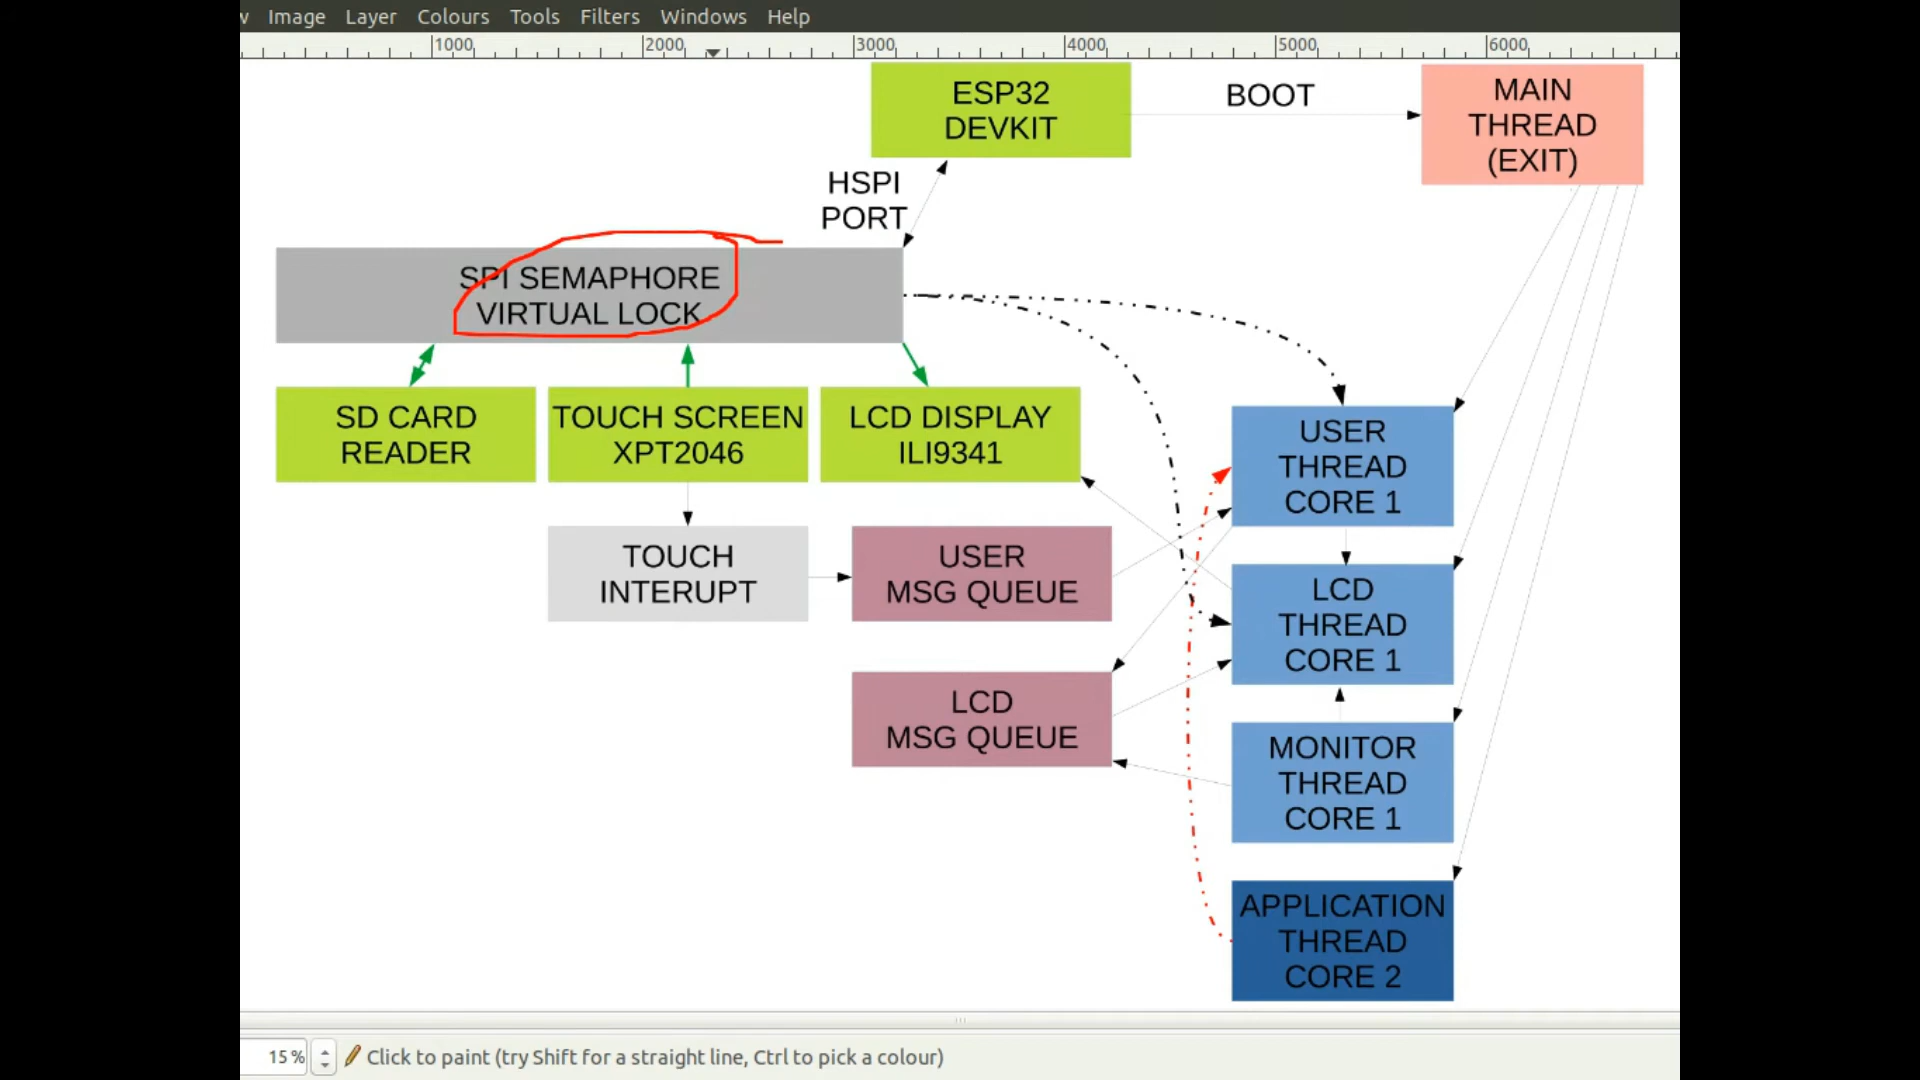 Image Layer Colours Tools Filters Windows Help
1000 2000 3000 4000 5000 6000
ESP32
DEVKIT
BOOT
MAIN
THREAD
(EXIT)
HSPI
PORT
SPI SEMAPHORE
VIRTUAL LOCK
SD CARD
READER
TOUCH SCREEN
XPT2046
LCD DISPLAY
ILI9341
USER
THREAD
CORE 1
TOUCH
INTERUPT
USER
MSG QUEUE
LCD
THREAD
CORE 1
LCD
MSG QUEUE
MONITOR
THREAD
CORE 1
APPLICATION
THREAD
CORE 2
15 % Click to paint (try Shift for a straight line, Ctrl to pick a colour)